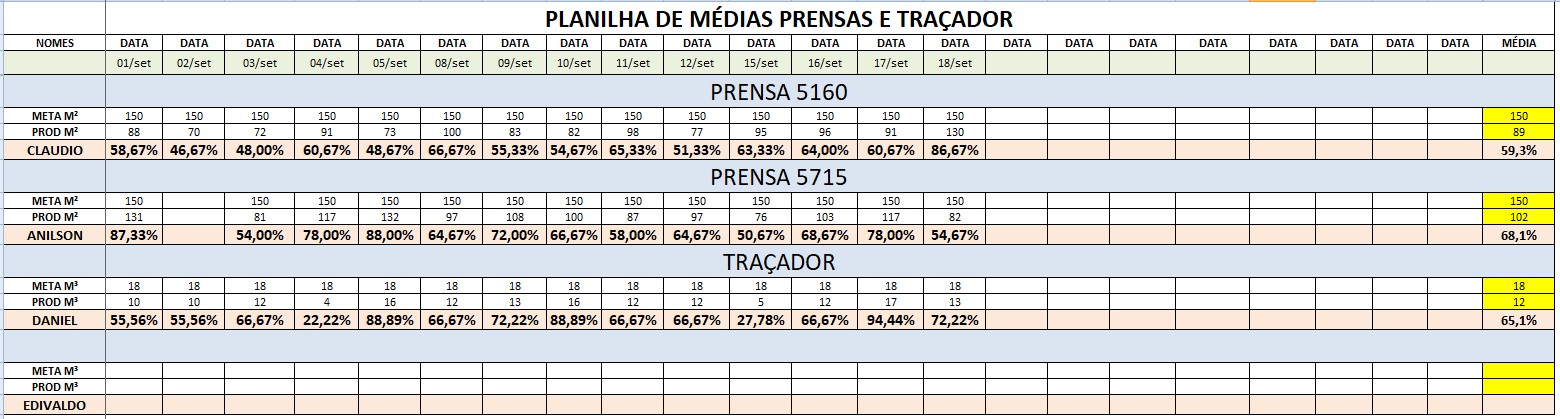 PLANILHA DE MÉDIAS PRENSAS E TRAÇADOR
NOMES DATA DATA DATA DATA DATA DATA DATA DATA DATA DATA DATA DATA DATA DATA DATA DATA DATA DATA DATA DATA DATA DATA MÉDIA
01/set 02/set 03/set 04/set 05/set 08/set 09/set 10/set 11/set 12/set 15/set 16/set 17/set 18/set
PRENSA 5160
META M² 150 150 150 150 150 150 150 150 150 150 150 150 150 150 150
PROD M² 88 70 72 91 73 100 83 82 98 77 95 96 91 130 89
CLAUDIO 58,67% 46,67% 48,00% 60,67% 48,67% 66,67% 55,33% 54,67% 65,33% 51,33% 63,33% 64,00% 60,67% 86,67% 59,3%
PRENSA 5715
META M² 150 150 150 150 150 150 150 150 150 150 150 150 150 150
PROD M² 131 81 117 132 97 108 100 87 97 76 103 117 82 102
ANILSON 87,33% 54,00% 78,00% 88,00% 64,67% 72,00% 66,67% 58,00% 64,67% 50,67% 68,67% 78,00% 54,67% 68,1%
TRAÇADOR
META M³ 18 18 18 18 18 18 18 18 18 18 18 18 18 18 18
PROD M³ 10 10 12 4 16 12 13 16 12 12 5 12 17 13 12
DANIEL 55,56% 55,56% 66,67% 22,22% 88,89% 66,67% 72,22% 88,89% 66,67% 66,67% 27,78% 66,67% 94,44% 72,22% 65,1%
META M³
PROD M³
EDIVALDO